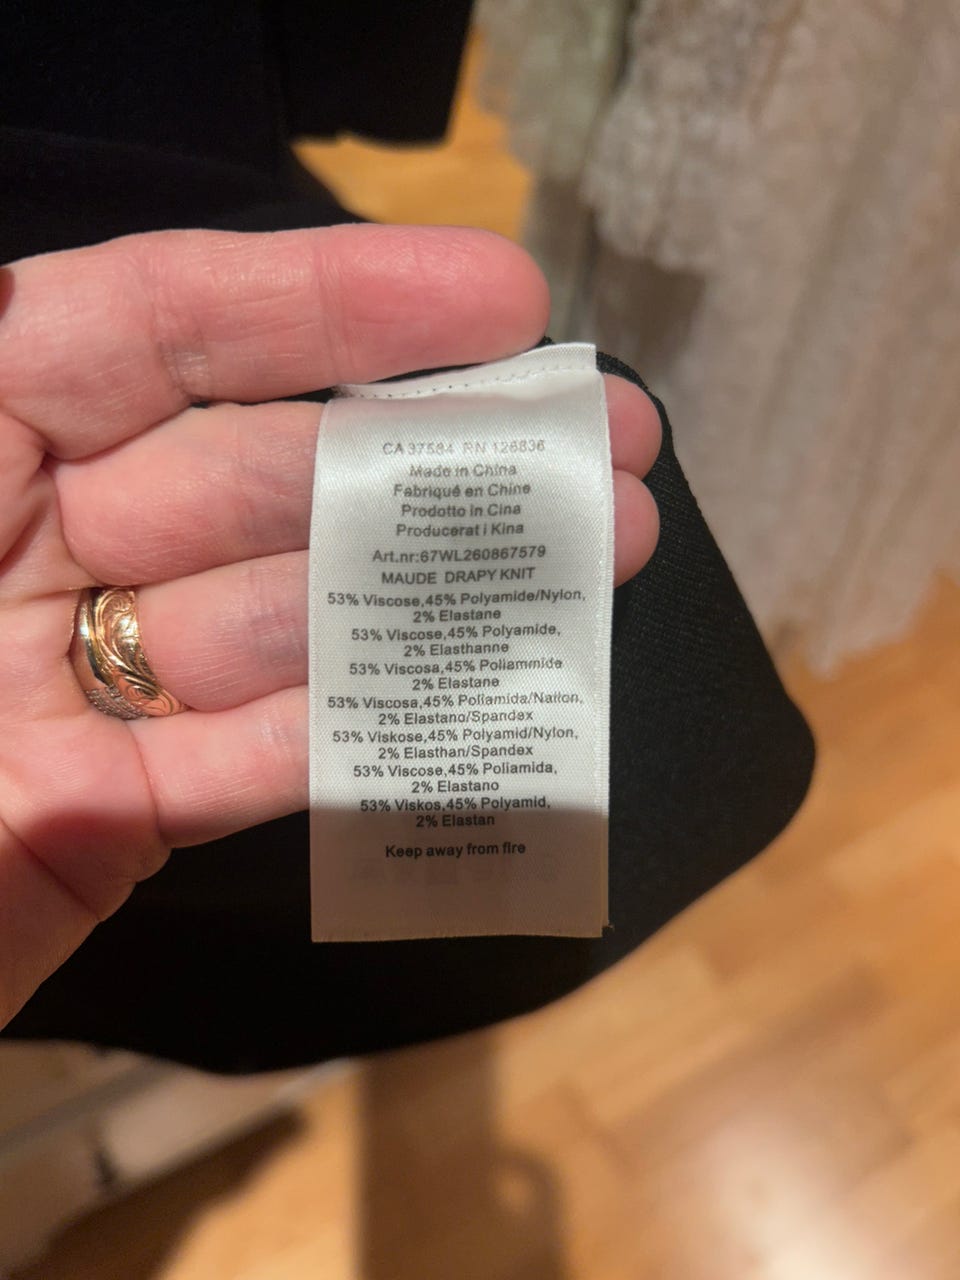 CA 37584 RN 126836
Made in China
Fabriqué en Chine
Prodotto in Cina
Producerat i Kina
Art.nr:67WL260867579
MAUDE DRAPY KNIT
53% Viscose,45% Polyamide/Nylon,
2% Elastane
53% Viscose,45% Polyamide,
2% Elasthanne
53% Viscosa,45% Poliammide
2% Elastane
53% Viscosa,45% Poliamida/Nailon,
2% Elastano/Spandex
53% Viskose,45% Polyamid/Nylon,
2% Elasthan/Spandex
53% Viscose,45% Poliamida,
2% Elastano
53% Viskos,45% Polyamid,
2% Elastan
Keep away from fire